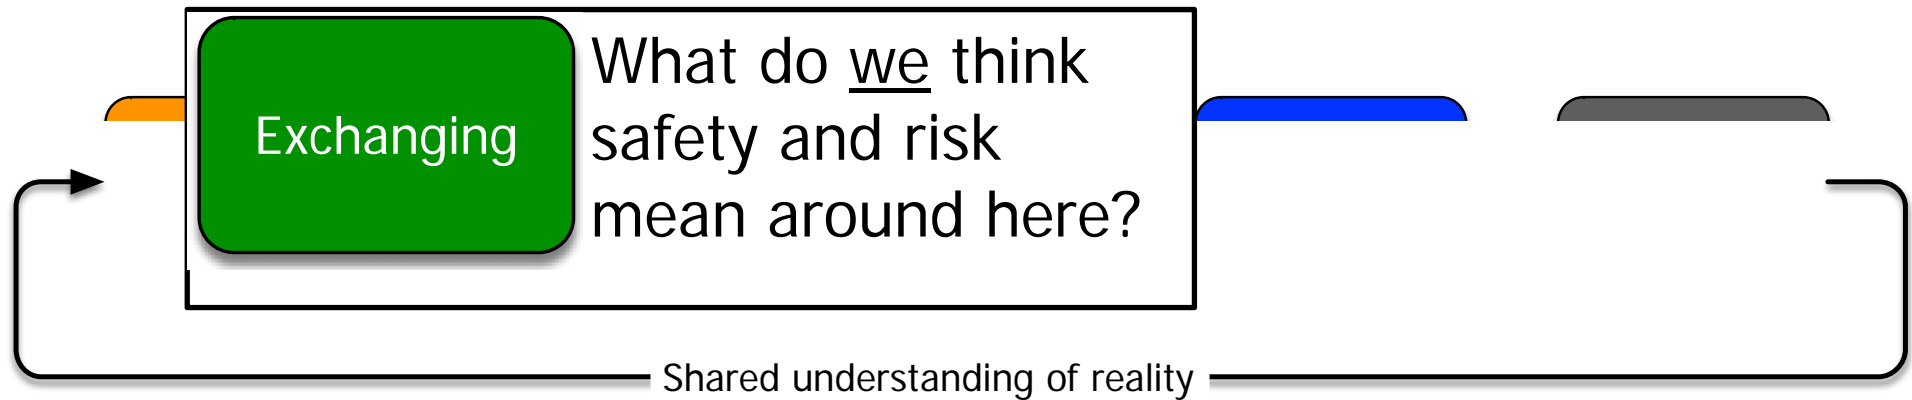 Exchanging
What do we think
safety and risk
mean around here?
Shared understanding of reality